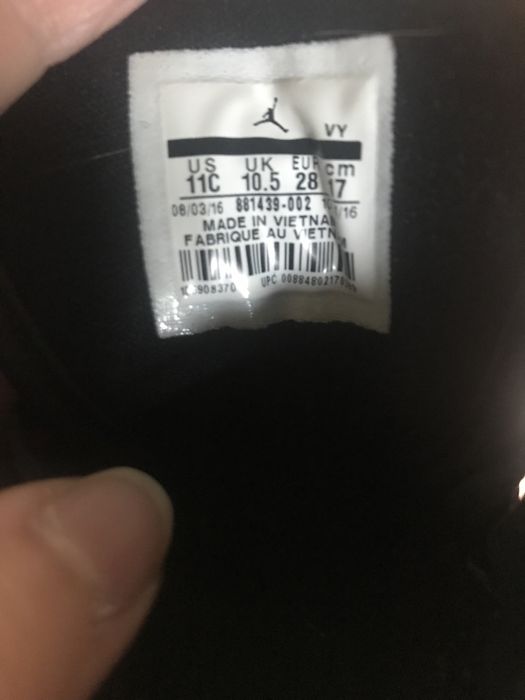 VY
US UK EUR cm
11C 10.5 28 17
08/03/16 881439-002
MADE IN VIETNAM
FABRIQUE AU VIETNAM
UPC